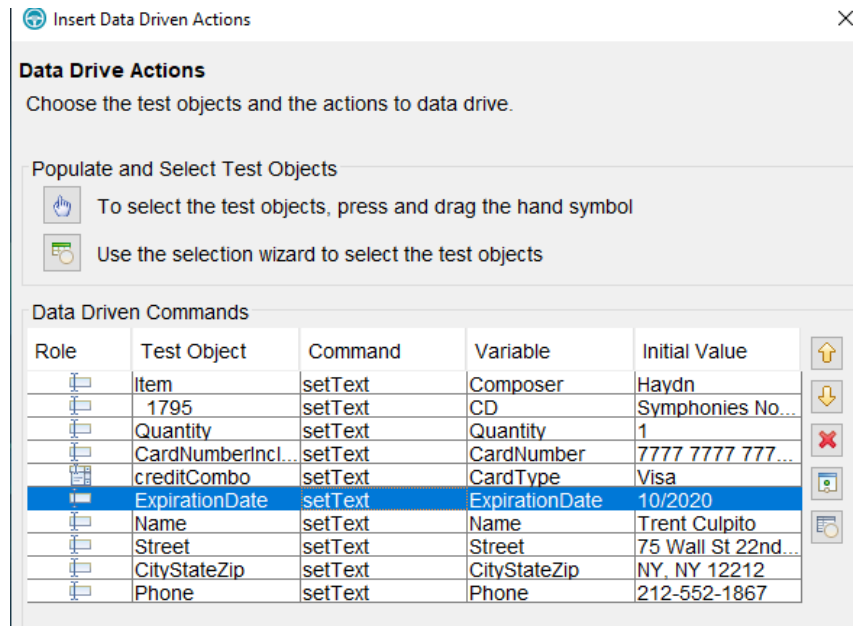 Insert Data Driven Actions
Data Drive Actions
Choose the test objects and the actions to data drive.
Populate and Select Test Objects
To select the test objects, press and drag the hand symbol
Use the selection wizard to select the test objects
Data Driven Commands
Role Test Object Command Variable Initial Value
Item setText Composer Haydn
1795 setText CD Symphonies No...
Quantity setText Quantity 1
CardNumberIncl... setText CardNumber 7777 7777 777...
creditCombo setText CardType Visa
ExpirationDate setText ExpirationDate 10/2020
Name setText Name Trent Culpito
Street setText Street 75 Wall St 22nd...
CityStateZip setText CityStateZip NY, NY 12212
Phone setText Phone 212-552-1867